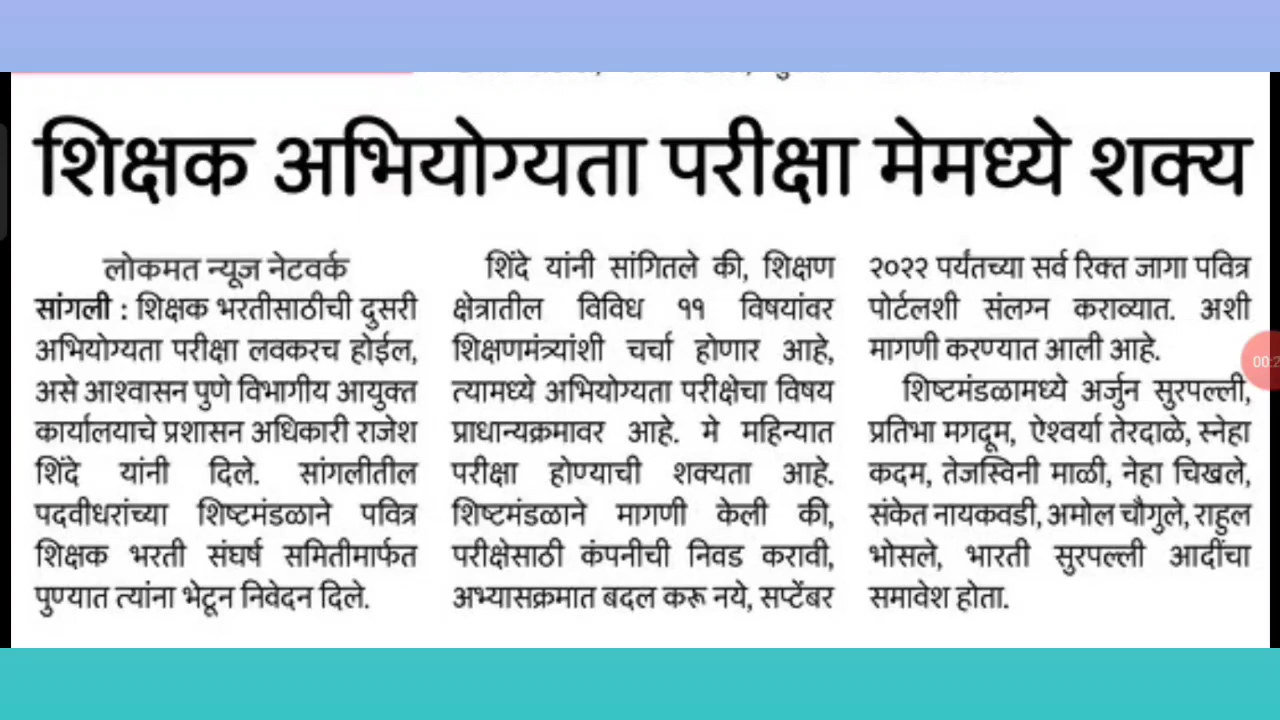 शिक्षक अभियोग्यता परीक्षा मेमध्ये शक्य
लोकमत न्यूज नेटवर्क
सांगली : शिक्षक भरतीसाठीची दुसरी
अभियोग्यता परीक्षा लवकरच होईल,
असे आश्वासन पुणे विभागीय आयुक्त
कार्यालयाचे प्रशासन अधिकारी राजेश
शिंदे यांनी दिले. सांगलीतील
पदवीधरांच्या शिष्टमंडळाने पवित्र
शिक्षक भरती संघर्ष समितीमार्फत
पुण्यात त्यांना भेटून निवेदन दिले.
शिंदे यांनी सांगितले की, शिक्षण
क्षेत्रातील विविध ११ विषयांवर
शिक्षणमंत्र्यांशी चर्चा होणार आहे,
त्यामध्ये अभियोग्यता परीक्षेचा विषय
प्राधान्यक्रमावर आहे. मे महिन्यात
परीक्षा होण्याची शक्यता आहे.
शिष्टमंडळाने मागणी केली की,
परीक्षेसाठी कंपनीची निवड करावी,
अभ्यासक्रमात बदल करू नये, सप्टेंबर
२०२२ पर्यंतच्या सर्व रिक्त जागा पवित्र
पोर्टलशी संलग्न कराव्यात. अशी
मागणी करण्यात आली आहे.
शिष्टमंडळामध्ये अर्जुन सुरपल्ली,
प्रतिभा मगदूम, ऐश्वर्या तेरदाळे, स्नेहा
कदम, तेजस्विनी माळी, नेहा चिखले,
संकेत नायकवडी, अमोल चौगुले, राहुल
भोसले, भारती सुरपल्ली आदींचा
समावेश होता.